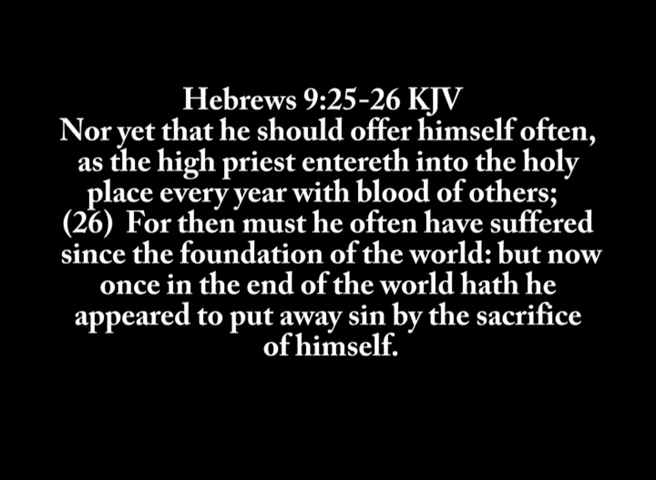 Hebrews 9:25-26 KJV
Nor yet that he should offer himself often,
as the high priest entereth into the holy
place every year with blood of others;
(26) For then must he often have suffered
since the foundation of the world: but now
once in the end of the world hath he
appeared to put away sin by the sacrifice
of himself.